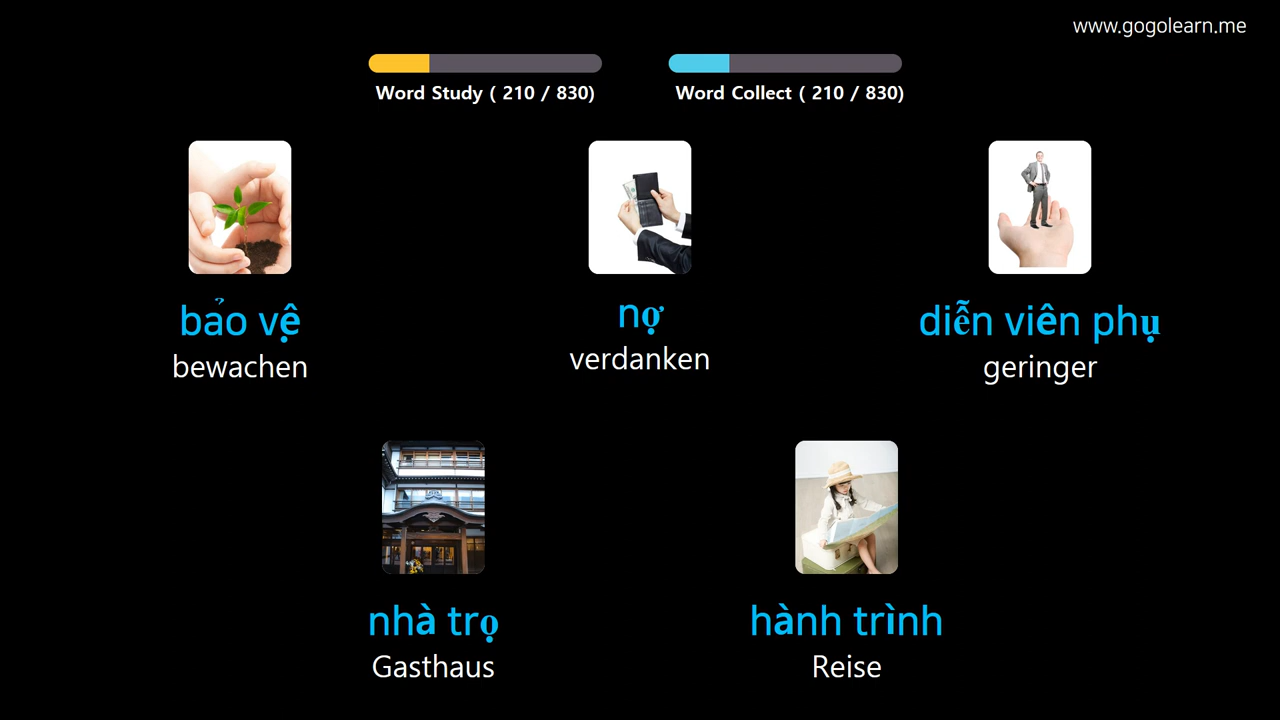 www.gogolearn.me
Word Study ( 210 / 830)
Word Collect ( 210 / 830)
bảo vệ
bewachen
nợ
verdanken
diễn viên phụ
geringer
nhà trọ
Gasthaus
hành trình
Reise